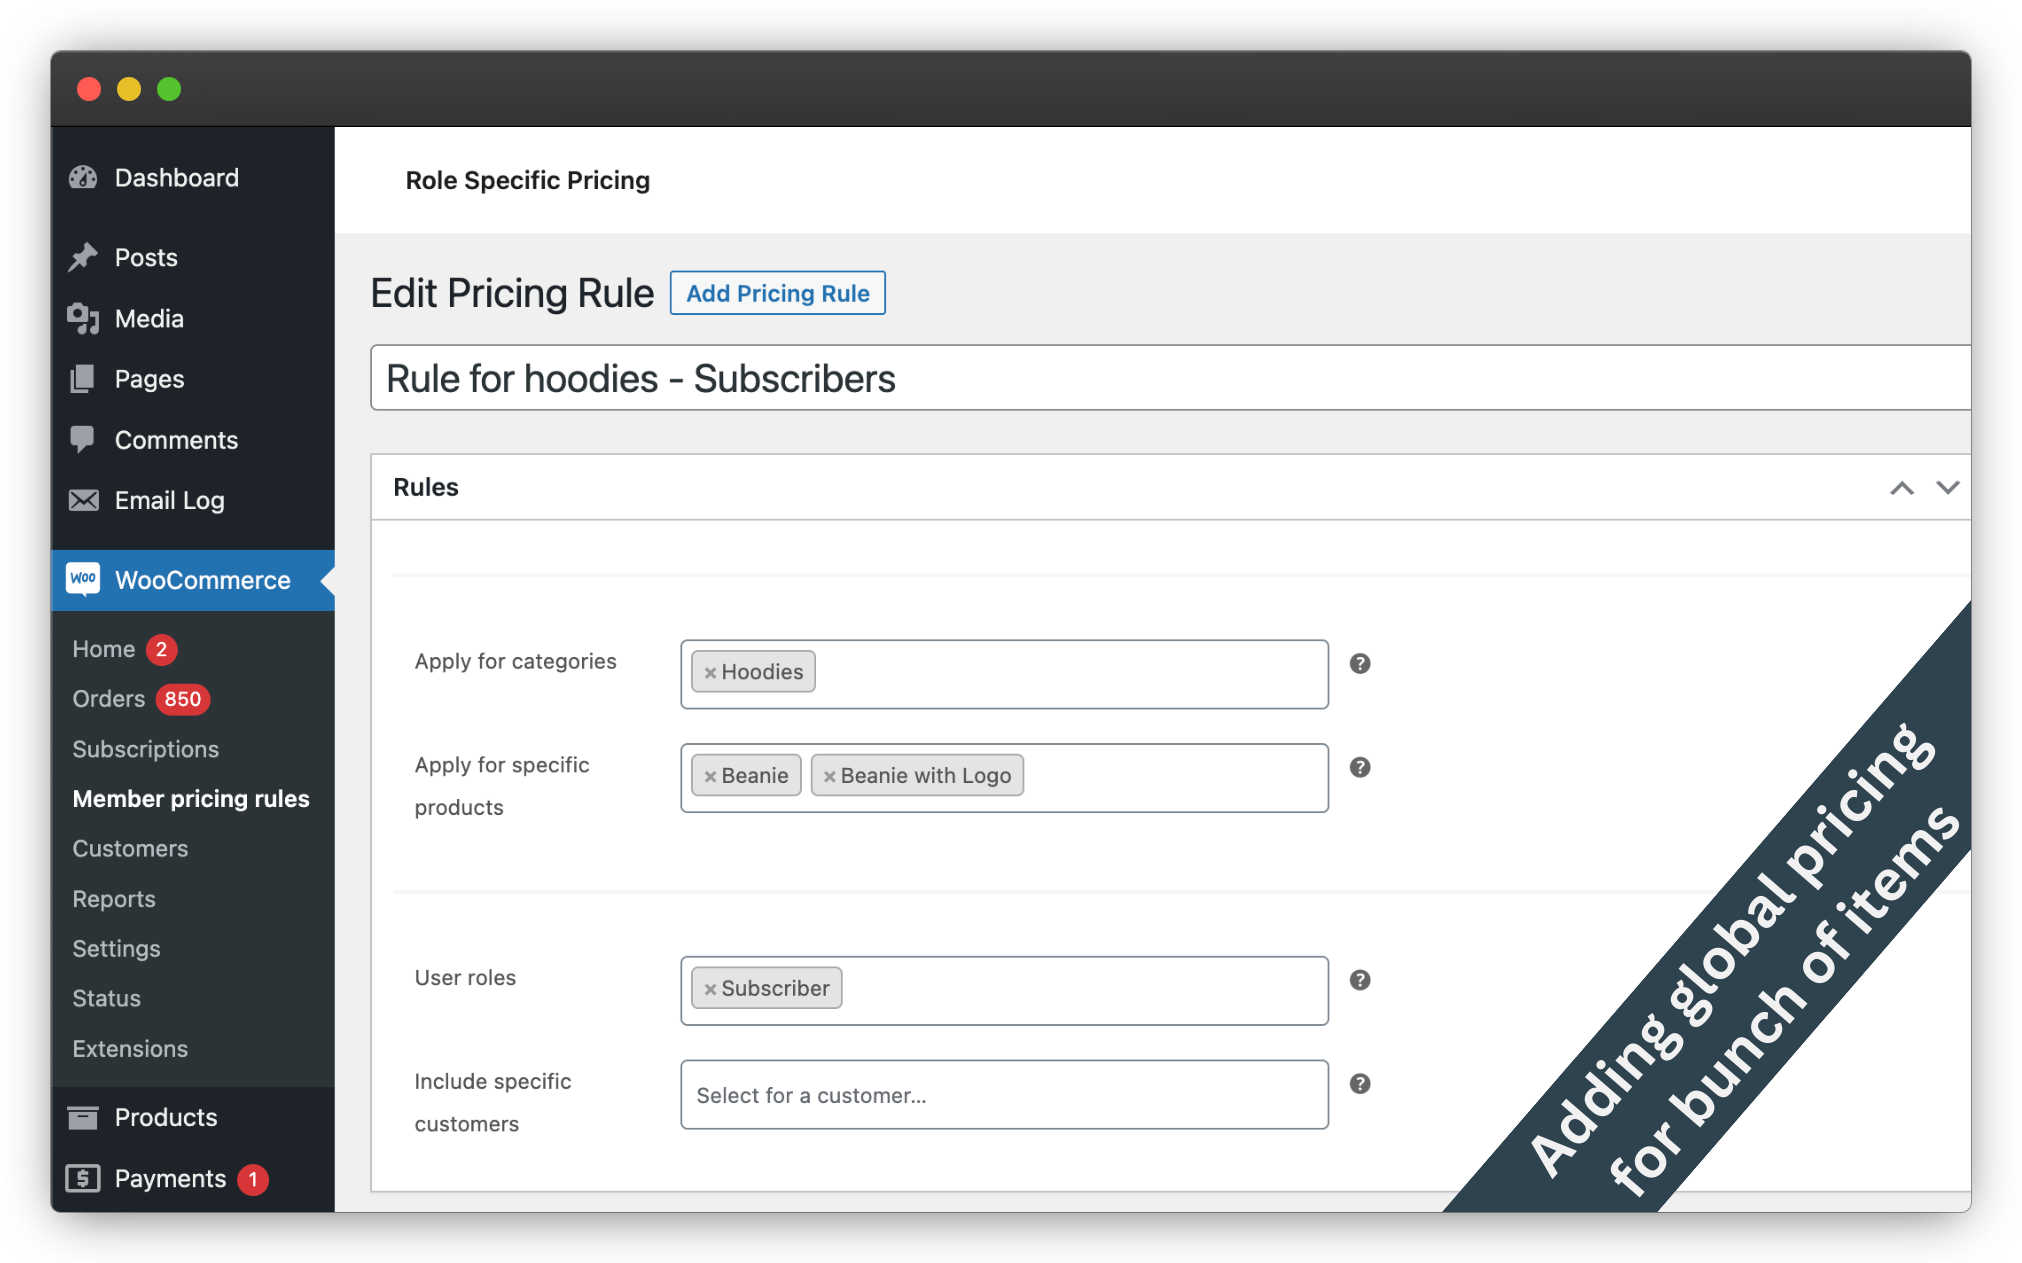 Dashboard
Posts
Media
Pages
Comments
Email Log
Woo WooCommerce
Home 2
Orders 850
Subscriptions
Member pricing rules
Customers
Reports
Settings
Status
Extensions
Products
$ Payments 1
Role Specific Pricing
Edit Pricing Rule Add Pricing Rule
Rule for hoodies - Subscribers
Rules
Apply for categories × Hoodies ?
Apply for specific
products
× Beanie × Beanie with Logo ?
User roles × Subscriber ?
Include specific
customers
Select for a customer... ?
Adding global pricing
for bunch of items